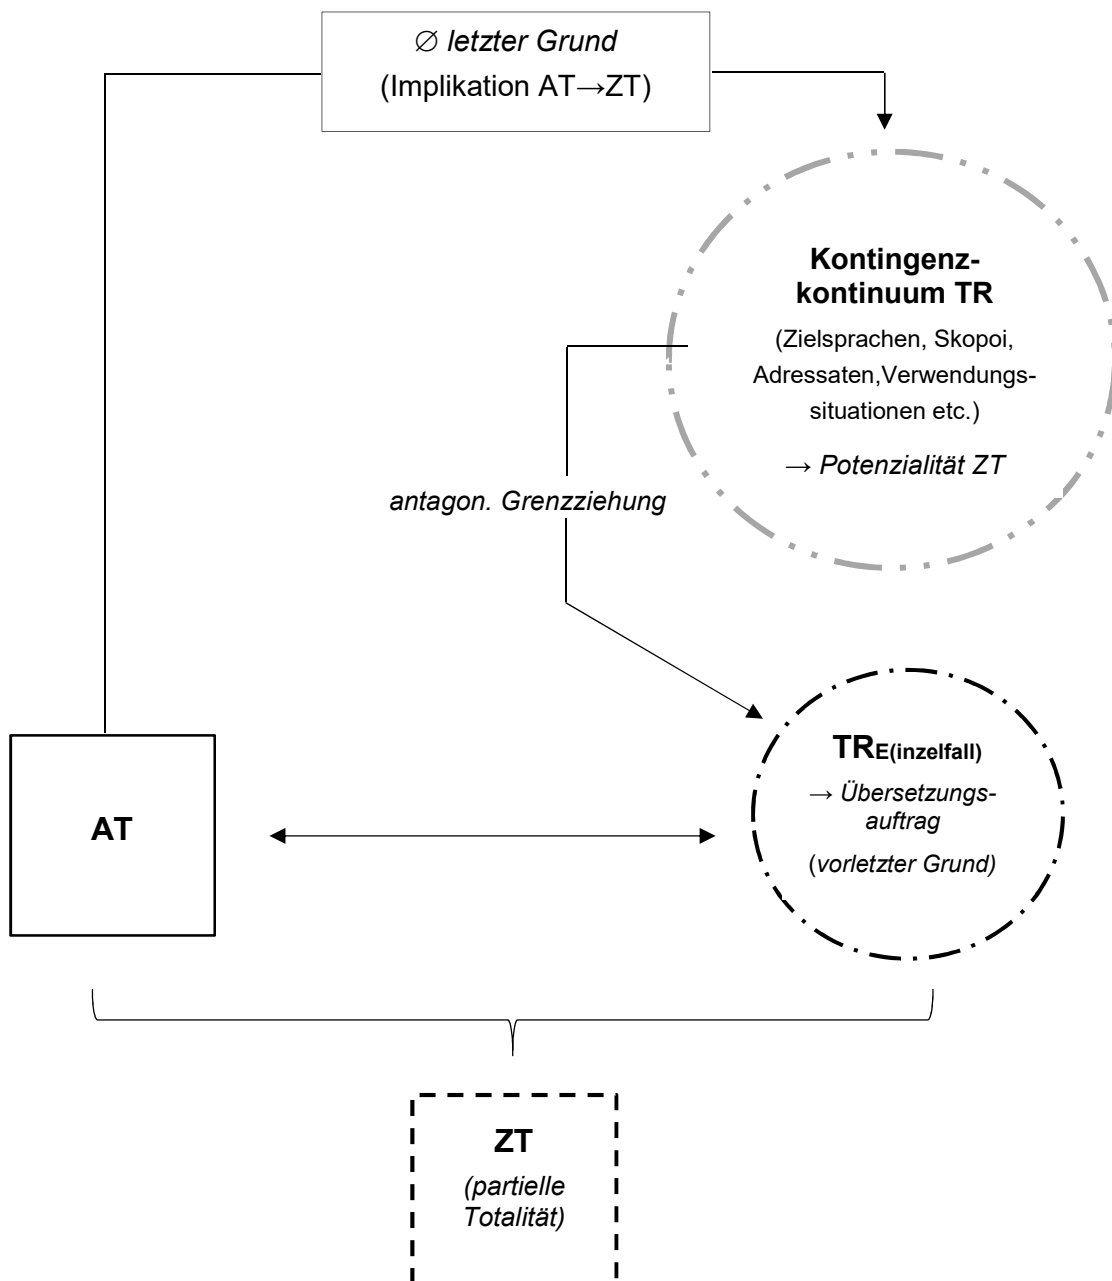 ∅ letzter Grund
(Implikation AT→ZT)
Kontingenz-
kontinuum TR
(Zielsprachen, Skopoi,
Adressaten,Verwendungs-
situationen etc.)
→ Potenzialität ZT
antagon. Grenzziehung
TRE(inzelfall)
→ Übersetzungs-
auftrag
(vorletzter Grund)
AT
ZT
(partielle
Totalität)